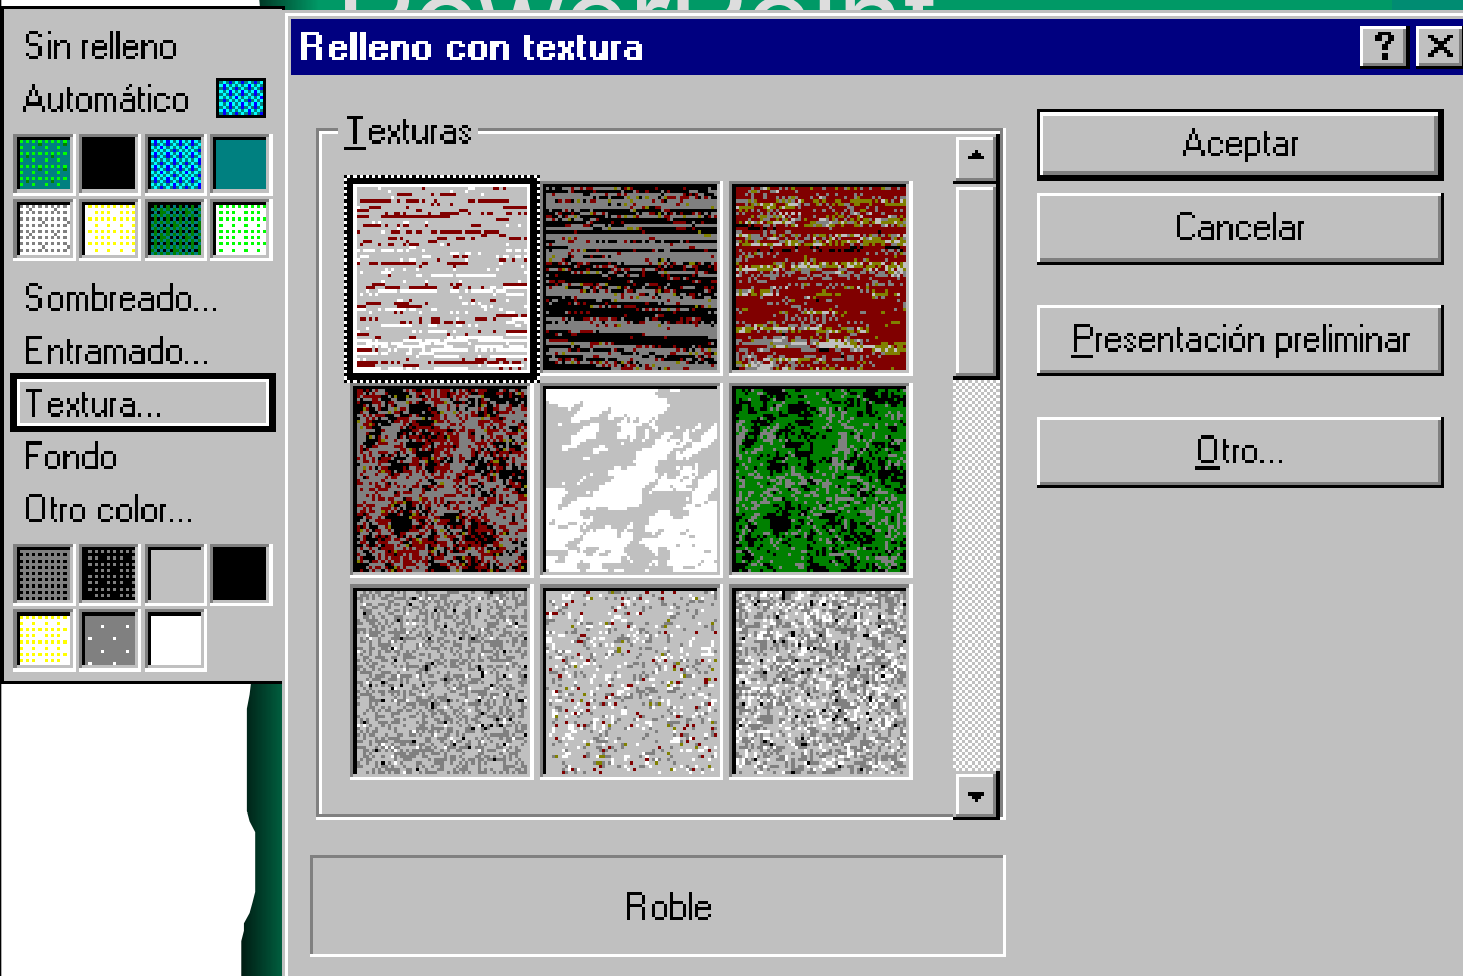 PowerPoint
Sin relleno
Automático
Sombreado...
Entramado...
Textura...
Fondo
Otro color...
Relleno con textura
Texturas
Aceptar
Cancelar
Presentación preliminar
Otro...
Roble